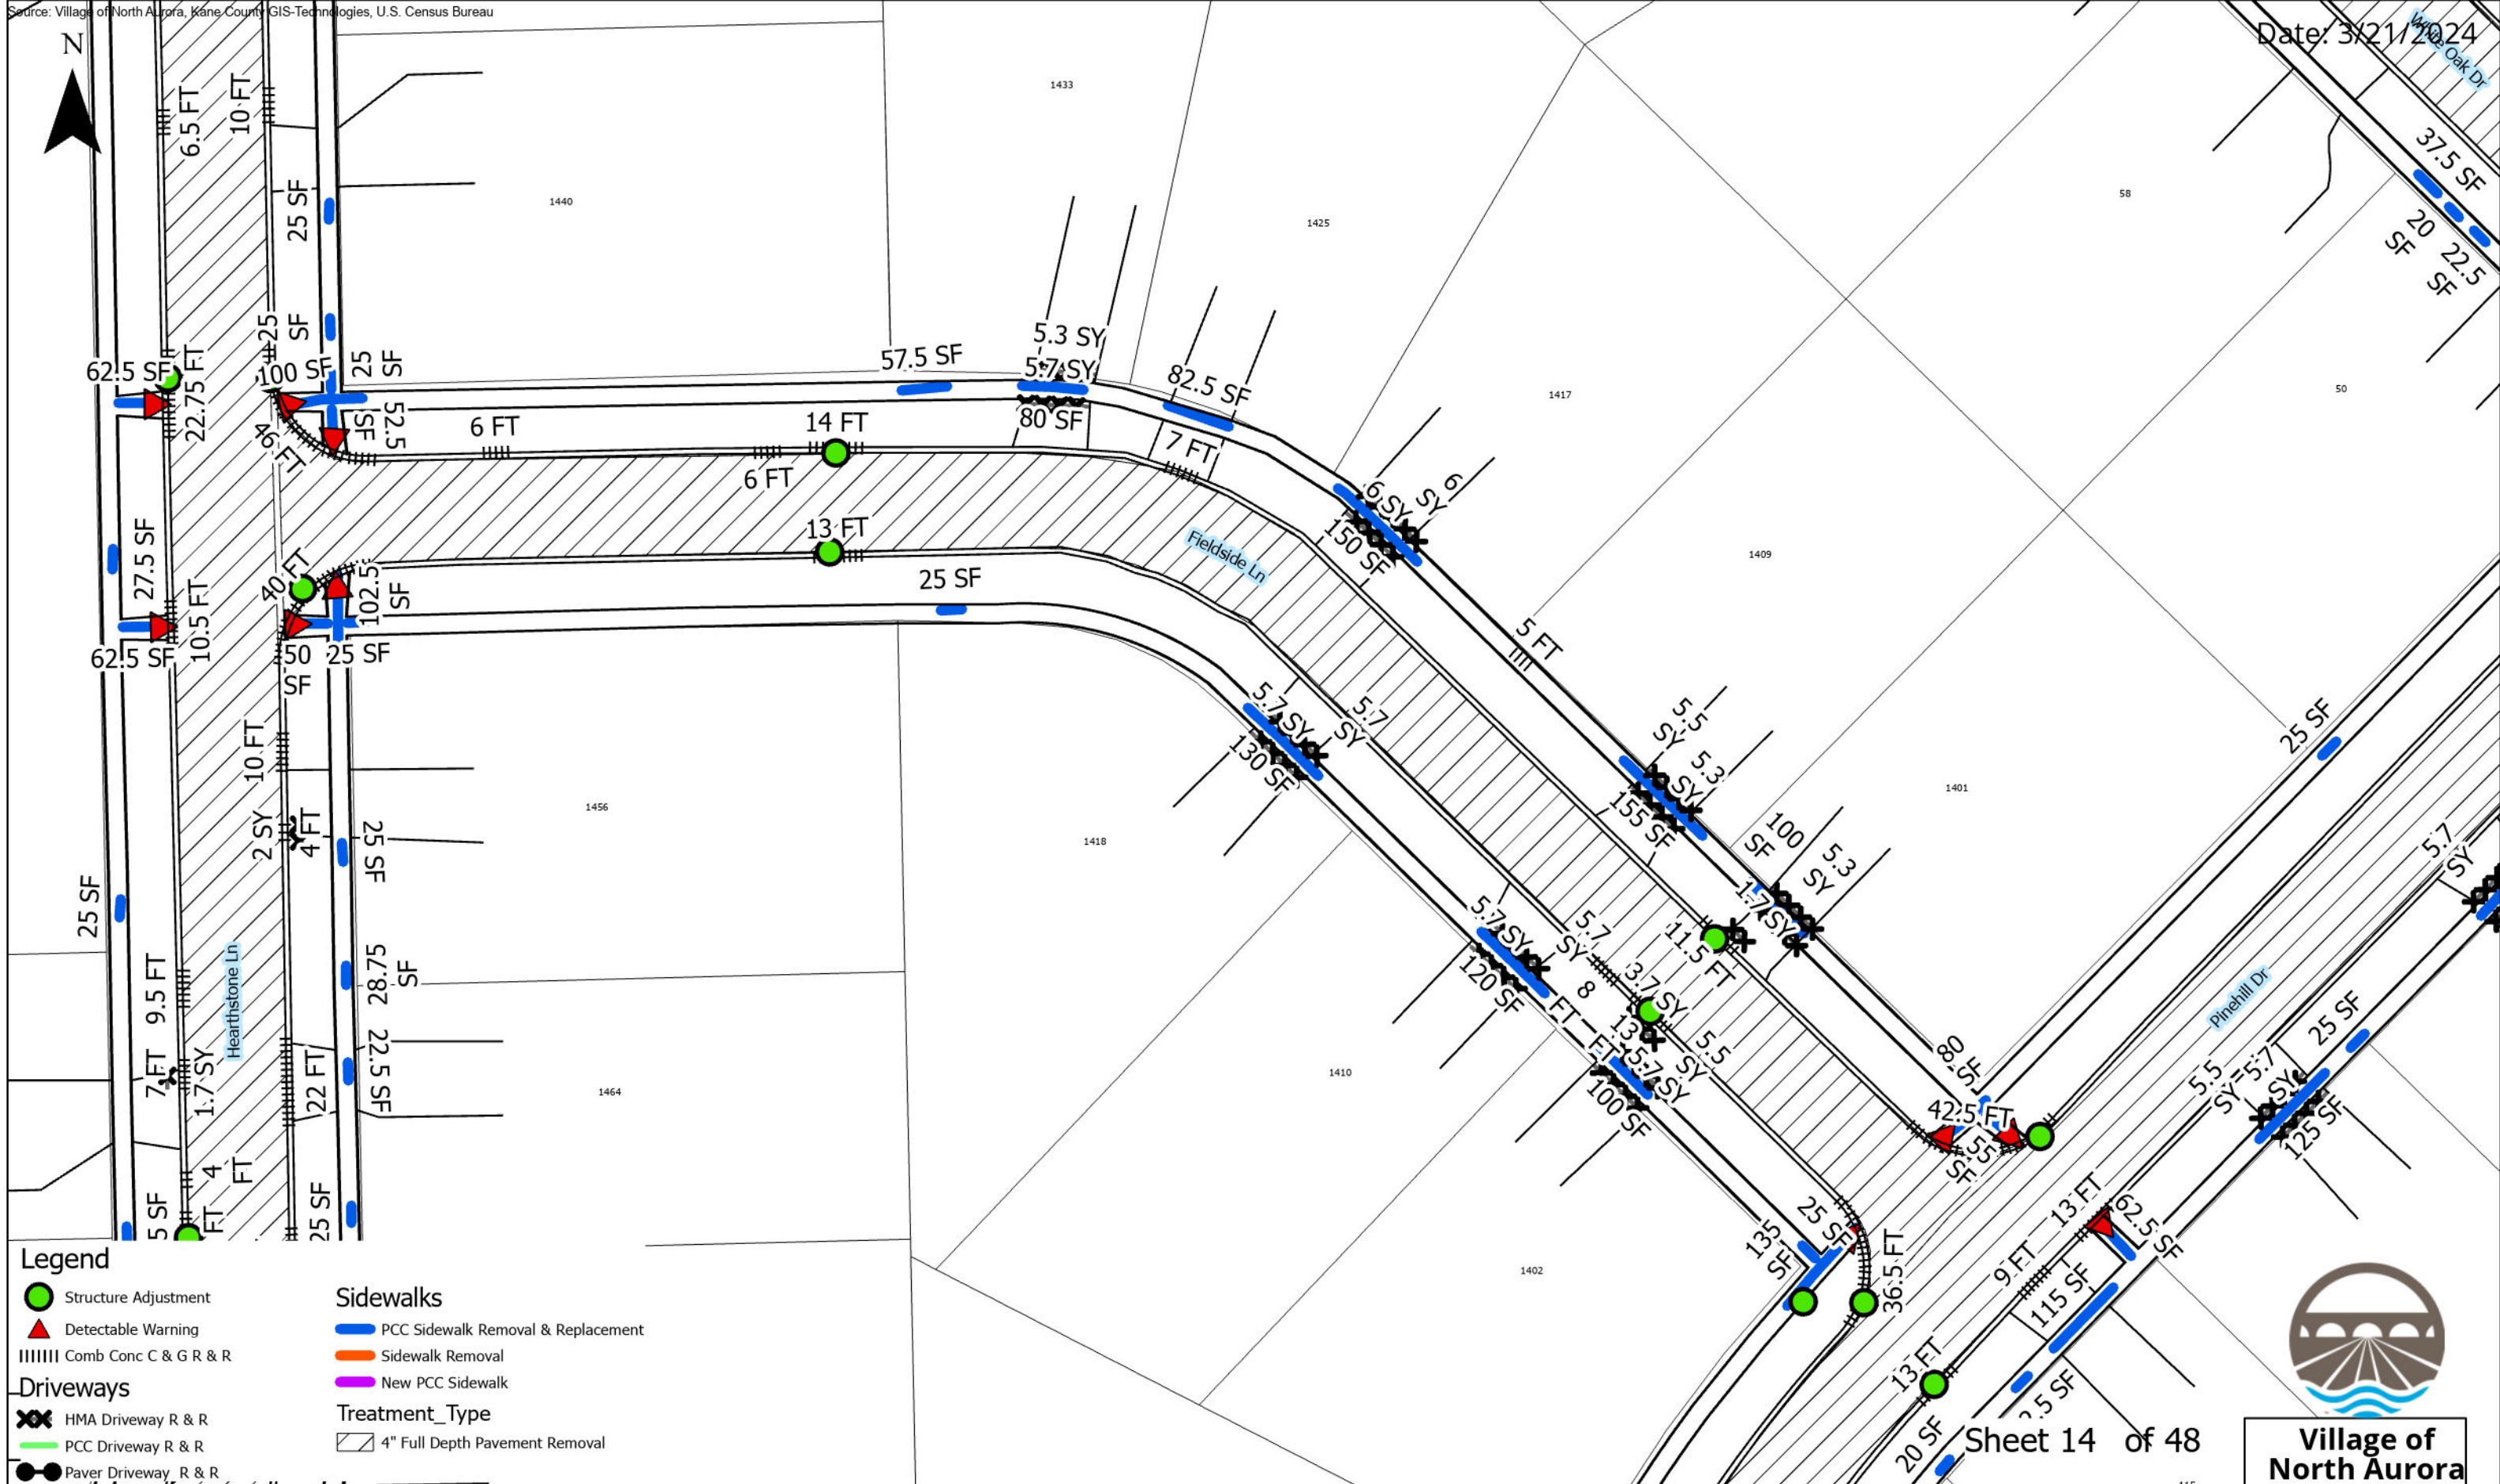 Source: Village of North Aurora, Kane County GIS-Technologies, U.S. Census Bureau
Date: 3/21/2024
N
White Oak Dr
6.5 FT
10 FT
1433
1440
1425
58
50
37.5 SF
20 SF
22.5 SF
25 SF
25 SF
25 SF
62.5 SF
22.75 FT
100 SF
52.5 SF
46 FT
6 FT
6 FT
14 FT
13 FT
57.5 SF
5.3 SY
5.7 SY
80 SF
82.5 SF
7 FT
1417
6 SY
6 SY
150 SF
Fieldside Ln
1409
5 FT
27.5 SF
40 FT
102.5 SF
10.5 FT
62.5 SF
50 SF
25 SF
25 SF
10 FT
2 SY
4 FT
25 SF
1456
1418
5.7 SY
5.7 SY
130 SF
5.5 SY
5.3 SY
155 SF
1401
25 SF
100 SF
5.3 SY
1.7 SY
11.5 FT
5.7 SY
5.7 SY
120 SF
8 FT
3.7 SY
13 FT
5.5 SY
5.7 SY
100 SF
1410
25 SF
9.5 FT
Hearthstone Ln
57.28 SF
22.5 SF
7 FT
1.7 SY
22 FT
1464
4 FT
FT
5 SF
25 SF
Pinehill Dr
5.7 SY
25 SF
80 SF
42.5 FT
55 SF
5.5 SY
5.7 SY
125 SF
13 FT
62.5 SF
25 SF
135 SF
36.5 FT
1402
9 FT
115 SF
13 FT
2.5 SF
20 SF
Legend
Structure Adjustment
Detectable Warning
Comb Conc C & G R & R
Driveways
HMA Driveway R & R
PCC Driveway R & R
Paver Driveway R & R
Sidewalks
PCC Sidewalk Removal & Replacement
Sidewalk Removal
New PCC Sidewalk
Treatment_Type
4" Full Depth Pavement Removal
Sheet 14 of 48
Village of
North Aurora